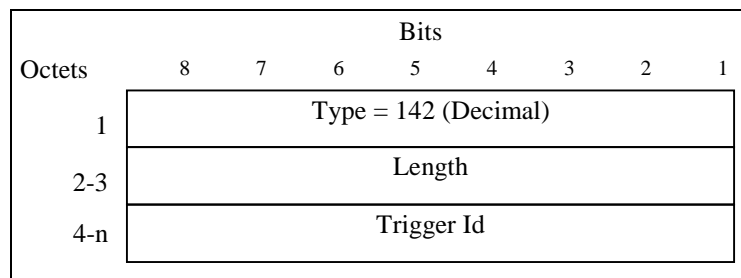 Bits
Octets 8 7 6 5 4 3 2 1
1 Type = 142 (Decimal)
2-3 Length
4-n Trigger Id